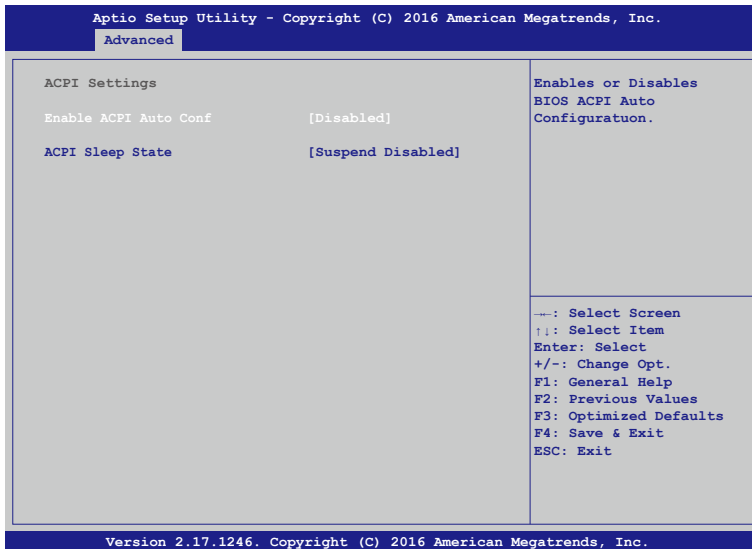 Aptio Setup Utility - Copyright (C) 2016 American Megatrends, Inc.
Advanced
ACPI Settings
Enable ACPI Auto Conf [Disabled]
ACPI Sleep State [Suspend Disabled]
Enables or Disables
BIOS ACPI Auto
Configuratuon.
→←: Select Screen
↑↓: Select Item
Enter: Select
+/-: Change Opt.
F1: General Help
F2: Previous Values
F3: Optimized Defaults
F4: Save & Exit
ESC: Exit
Version 2.17.1246. Copyright (C) 2016 American Megatrends, Inc.